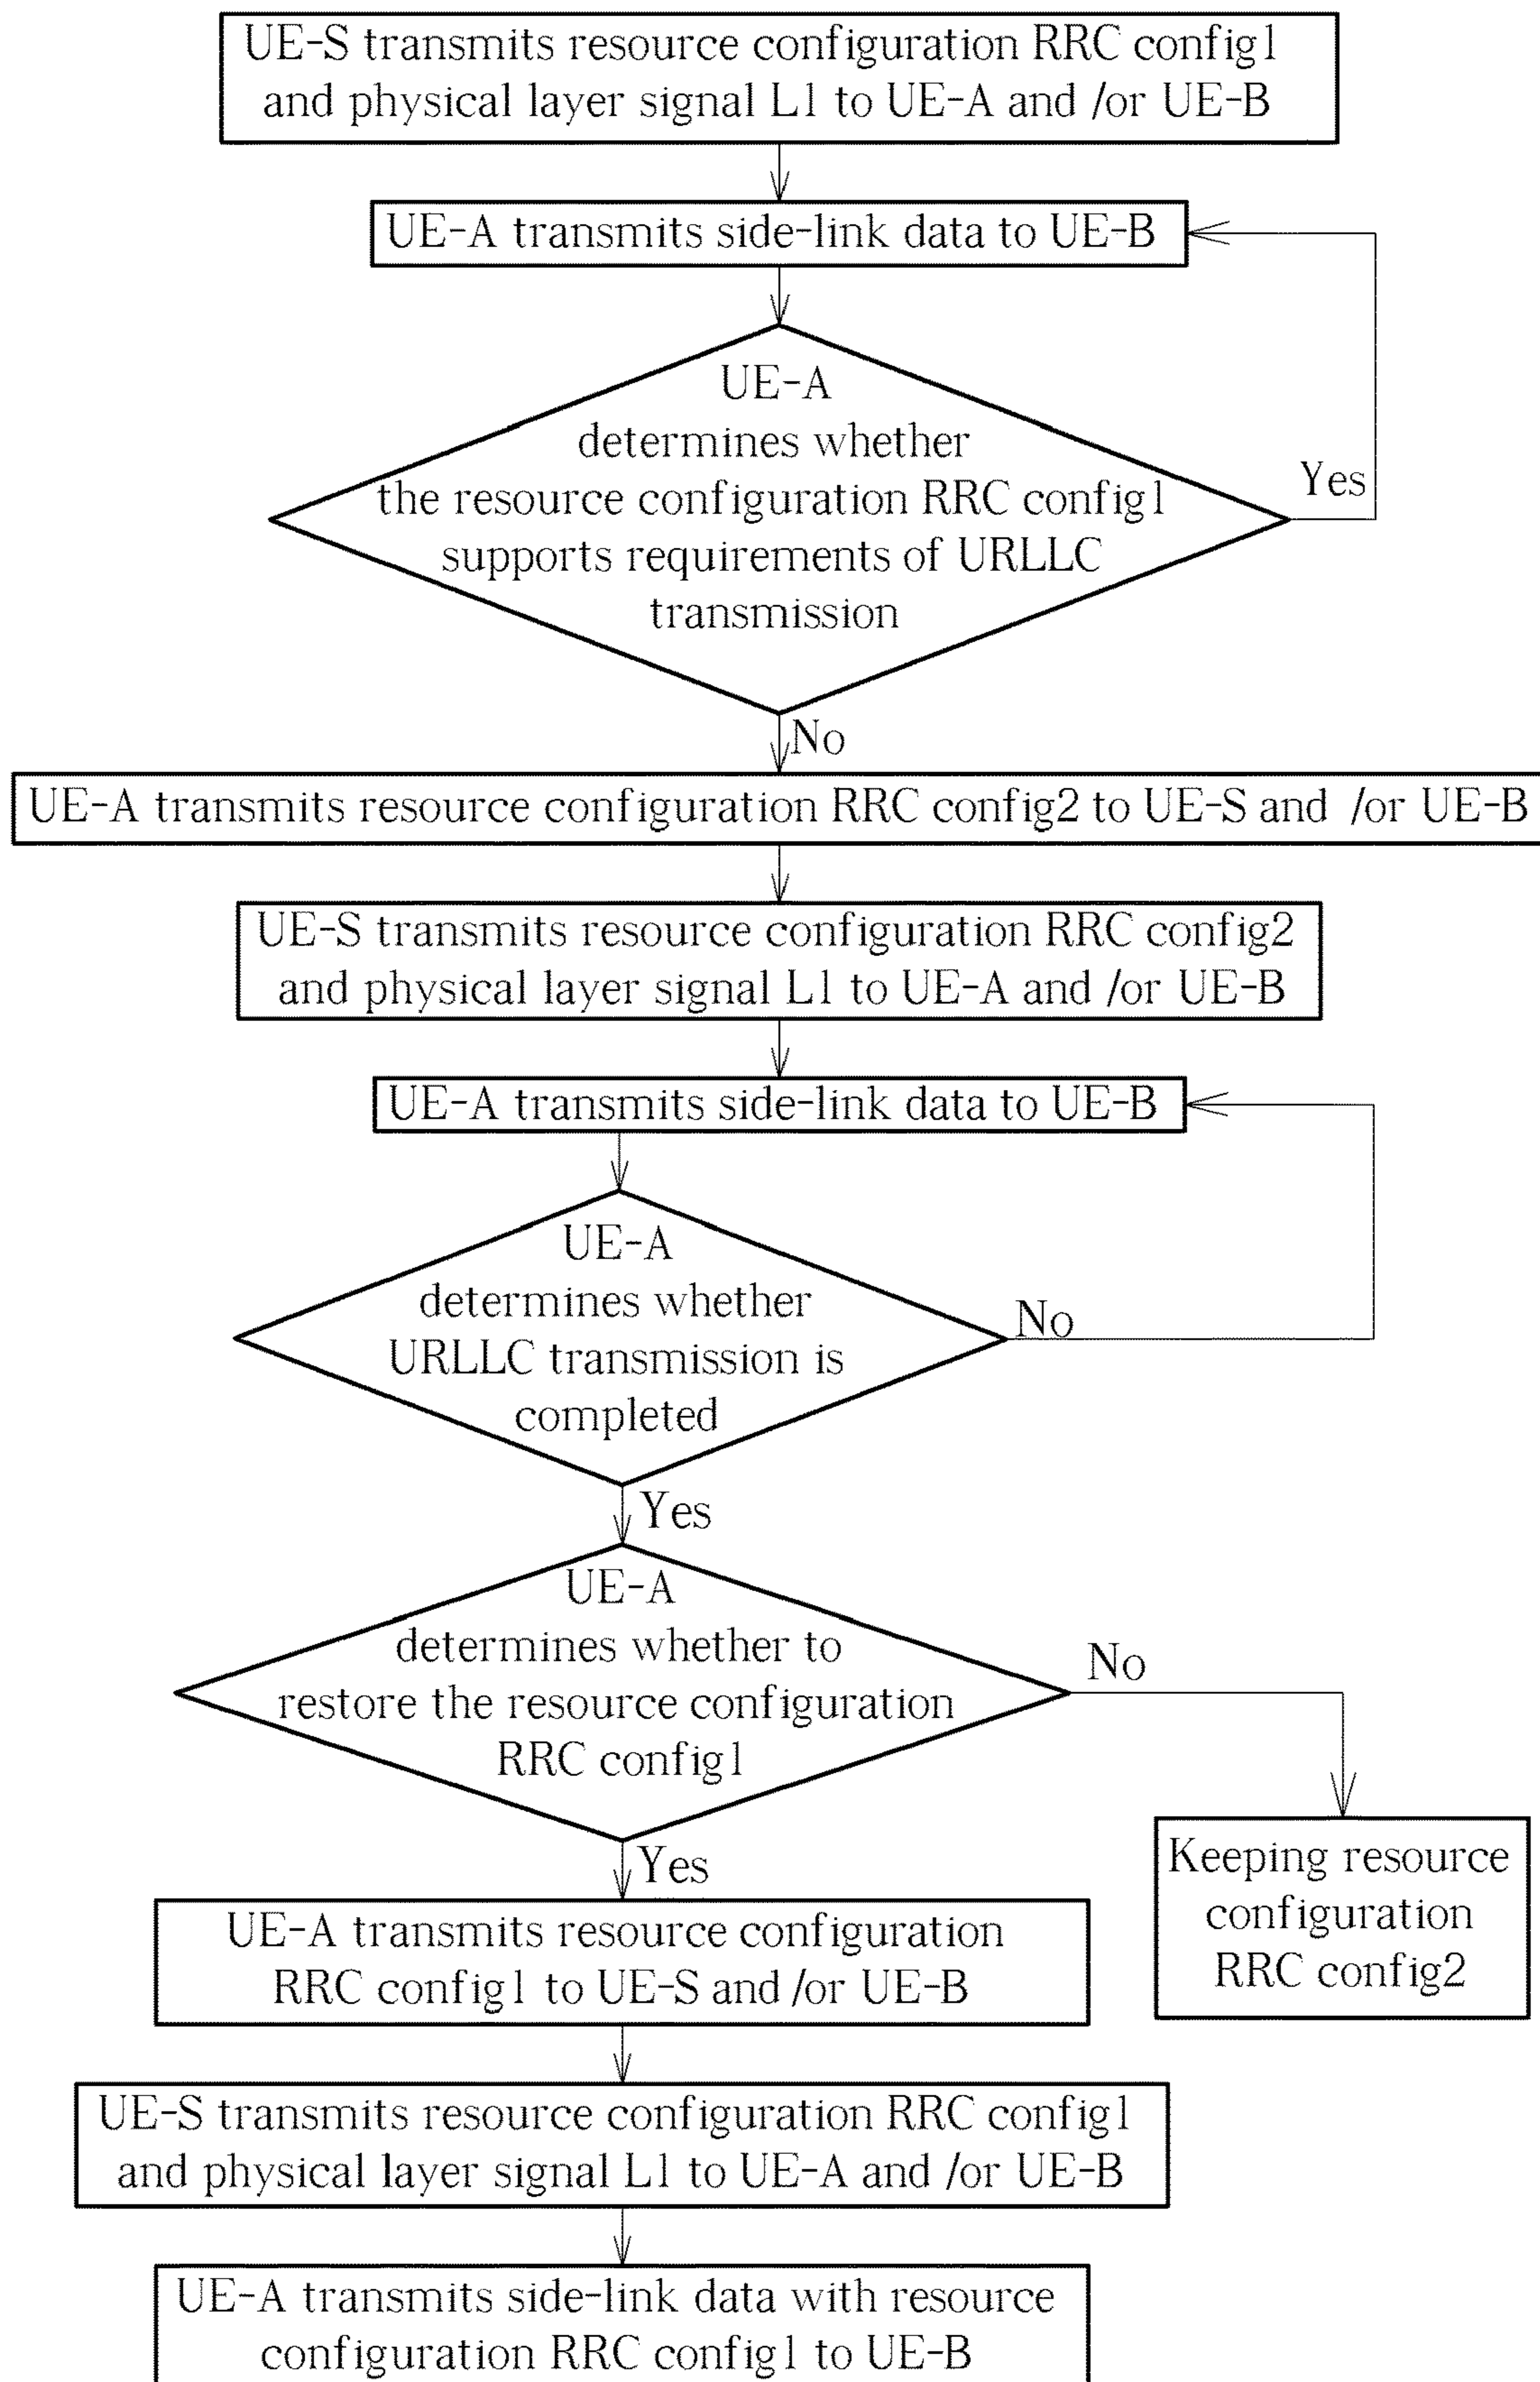 UE-S transmits resource configuration RRC config1
and physical layer signal L1 to UE-A and /or UE-B
UE-A transmits side-link data to UE-B
UE-A
determines whether
the resource configuration RRC config1
supports requirements of URLLC
transmission
Yes
No
UE-A transmits resource configuration RRC config2 to UE-S and /or UE-B
UE-S transmits resource configuration RRC config2
and physical layer signal L1 to UE-A and /or UE-B
UE-A transmits side-link data to UE-B
UE-A
determines whether
URLLC transmission is
completed
No
Yes
UE-A
determines whether to
restore the resource configuration
RRC config1
No
Yes
Keeping resource
configuration
RRC config2
UE-A transmits resource configuration
RRC config1 to UE-S and /or UE-B
UE-S transmits resource configuration RRC config1
and physical layer signal L1 to UE-A and /or UE-B
UE-A transmits side-link data with resource
configuration RRC config1 to UE-B